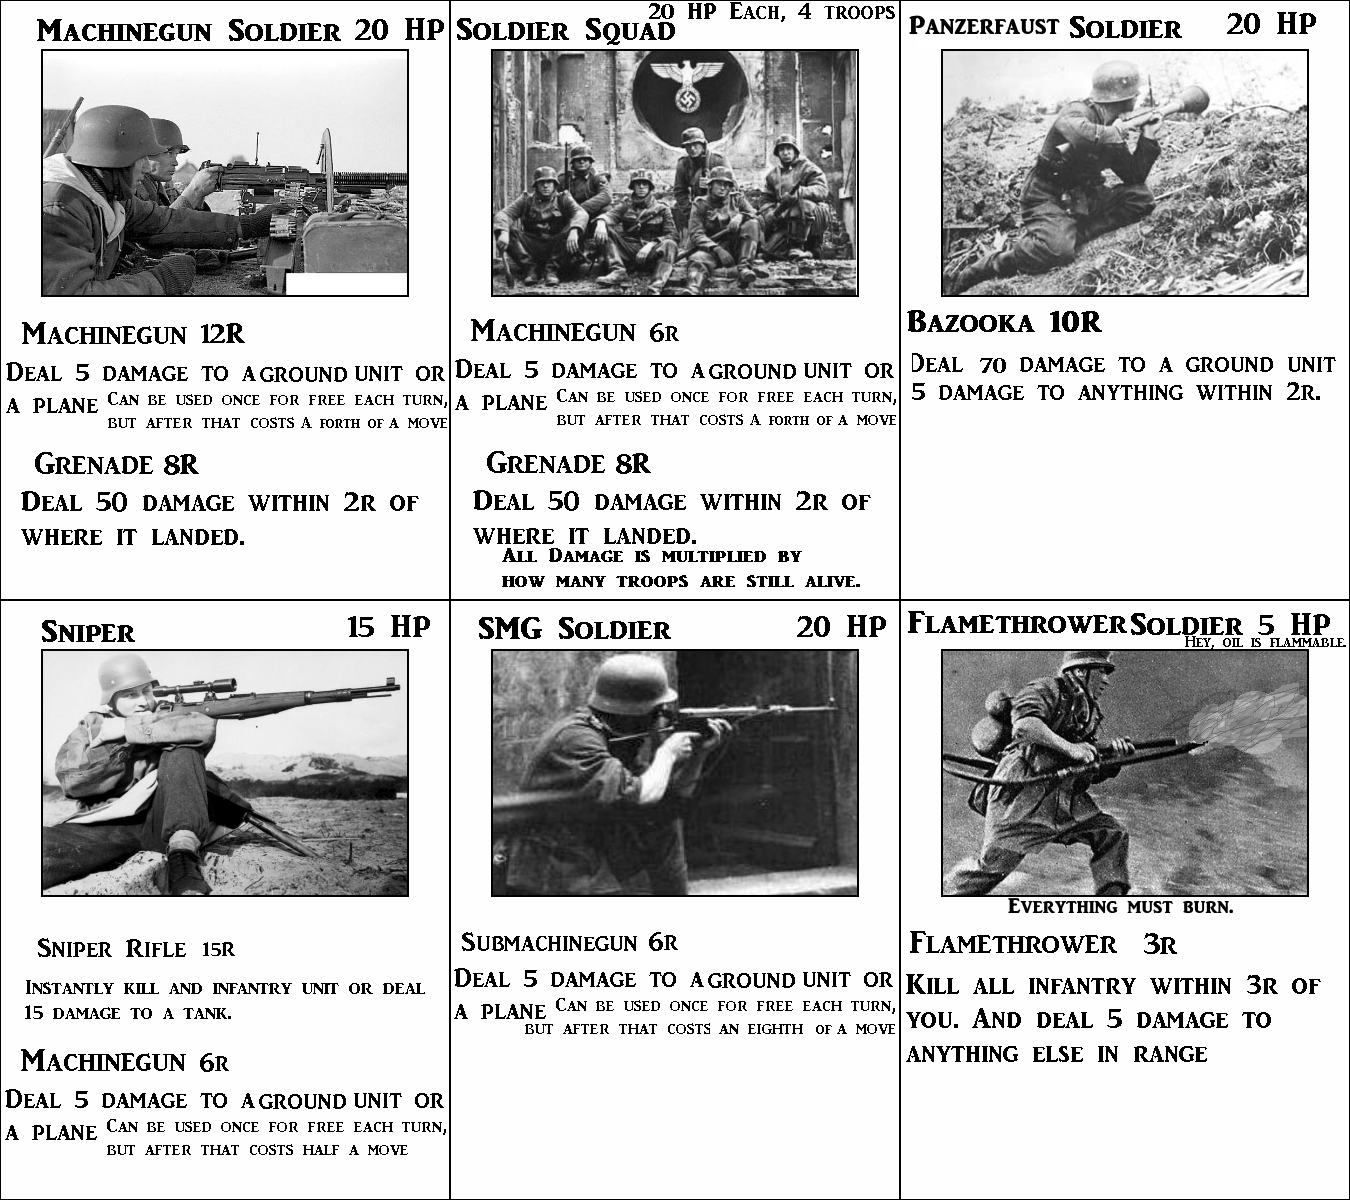 Machinegun Soldier 20 HP
Machinegun 12R
Deal 5 damage to a ground unit or
a plane Can be used once for free each turn,
but after that costs a forth of a move
Grenade 8R
Deal 50 damage within 2r of
where it landed.
20 HP Each, 4 troops
Soldier Squad
Machinegun 6r
Deal 5 damage to a ground unit or
a plane Can be used once for free each turn,
but after that costs a forth of a move
Grenade 8R
Deal 50 damage within 2r of
where it landed.
All Damage is multiplied by
how many troops are still alive.
Panzerfaust Soldier 20 HP
Bazooka 10R
Deal 70 damage to a ground unit
5 damage to anything within 2r.
Sniper 15 HP
Sniper Rifle 15r
Instantly kill and infantry unit or deal
15 damage to a tank.
Machinegun 6r
Deal 5 damage to a ground unit or
a plane Can be used once for free each turn,
but after that costs half a move
SMG Soldier 20 HP
Submachinegun 6r
Deal 5 damage to a ground unit or
a plane Can be used once for free each turn,
but after that costs an eighth of a move
Flamethrower Soldier 5 HP
Hey, oil is flammable.
Everything must burn.
Flamethrower 3r
Kill all infantry within 3r of
you. And deal 5 damage to
anything else in range